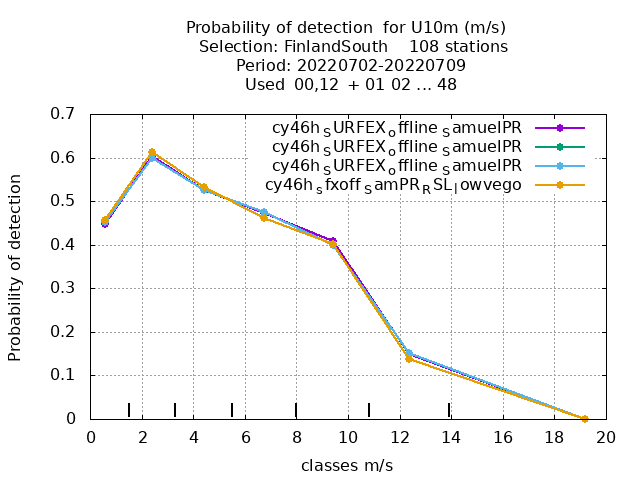 Probability of detection for U10m (m/s)
Selection: FinlandSouth 108 stations
Period: 20220702-20220709
Used 00,12 + 01 02 ... 48
cy46h_SURFEX_offline_SamuelPR
cy46h_SURFEX_offline_SamuelPR
cy46h_SURFEX_offline_SamuelPR
cy46h_sfxoff_SamPR_RSL_lowvego
Probability of detection
0.7
0.6
0.5
0.4
0.3
0.2
0.1
0
0 2 4 6 8 10 12 14 16 18 20
classes m/s